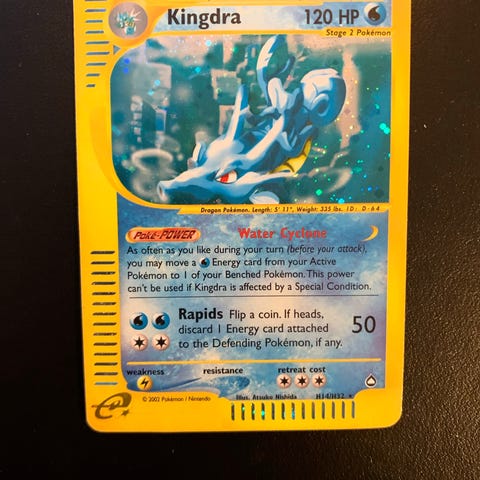 Kingdra 120 HP
Stage 2 Pokémon
Dragon Pokémon. Length: 5' 11", Weight: 335 lbs. ID: D-64
Poké-POWER Water Cyclone
As often as you like during your turn (before your attack),
you may move a Energy card from your Active
Pokémon to 1 of your Benched Pokémon. This power
can't be used if Kingdra is affected by a Special Condition.
Rapids Flip a coin. If heads,
discard 1 Energy card attached
to the Defending Pokémon, if any.
50
weakness resistance retreat cost
e
© 2002 Pokémon / Nintendo Illus. Atsuko Nishida H14/H32 ★